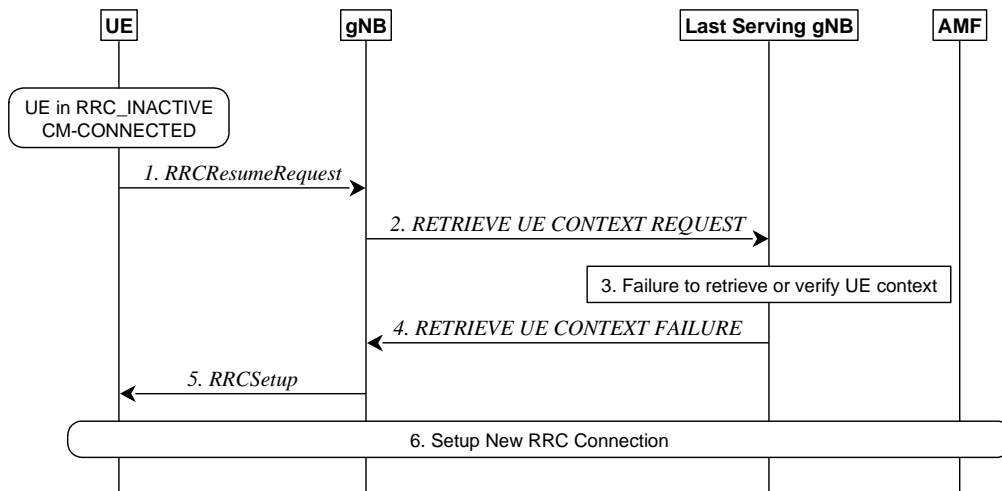 UE
gNB
Last Serving gNB
AMF
UE in RRC_INACTIVE
CM-CONNECTED
1. RRCResumeRequest
2. RETRIEVE UE CONTEXT REQUEST
3. Failure to retrieve or verify UE context
4. RETRIEVE UE CONTEXT FAILURE
5. RRCSetup
6. Setup New RRC Connection